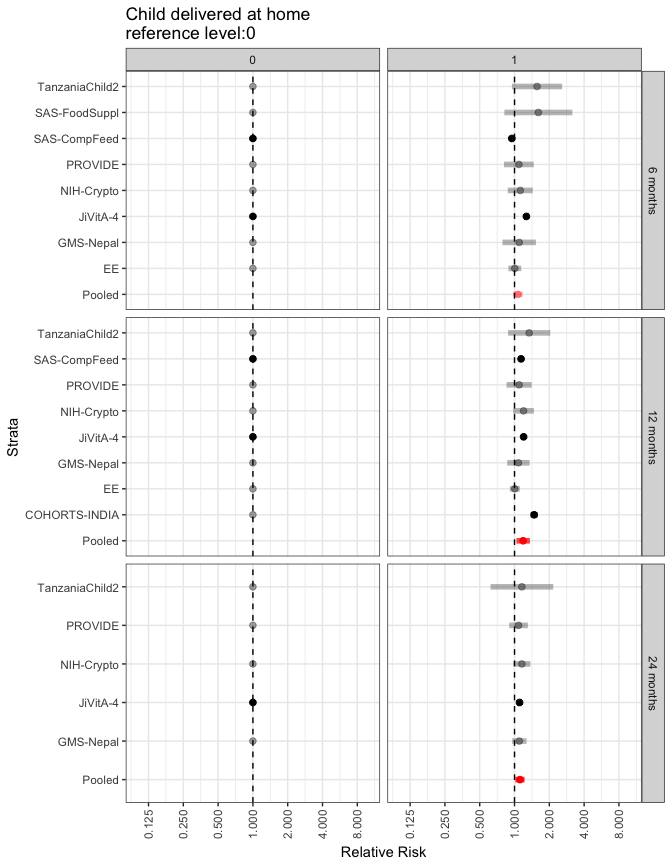 Child delivered at home
reference level:0
0
1
TanzaniaChild2
SAS-FoodSuppl
SAS-CompFeed
PROVIDE
NIH-Crypto
JiVitA-4
GMS-Nepal
EE
Pooled
6 months
TanzaniaChild2
SAS-CompFeed
PROVIDE
NIH-Crypto
JiVitA-4
GMS-Nepal
EE
COHORTS-INDIA
Pooled
12 months
TanzaniaChild2
PROVIDE
NIH-Crypto
JiVitA-4
GMS-Nepal
Pooled
24 months
Strata
0.125
0.250
0.500
1.000
2.000
4.000
8.000
0.125
0.250
0.500
1.000
2.000
4.000
8.000
Relative Risk